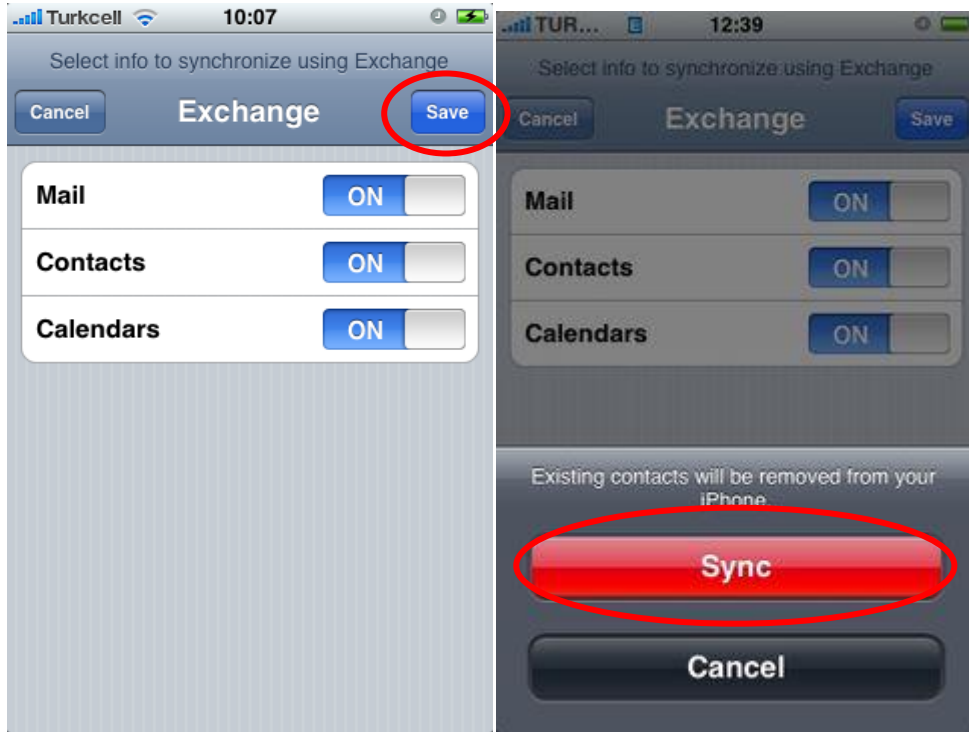 Turkcell 10:07
Select info to synchronize using Exchange
Cancel Exchange Save
Mail ON
Contacts ON
Calendars ON
TUR... 12:39
Select info to synchronize using Exchange
Cancel Exchange Save
Mail ON
Contacts ON
Calendars ON
Existing contacts will be removed from your
iPhone
Sync
Cancel